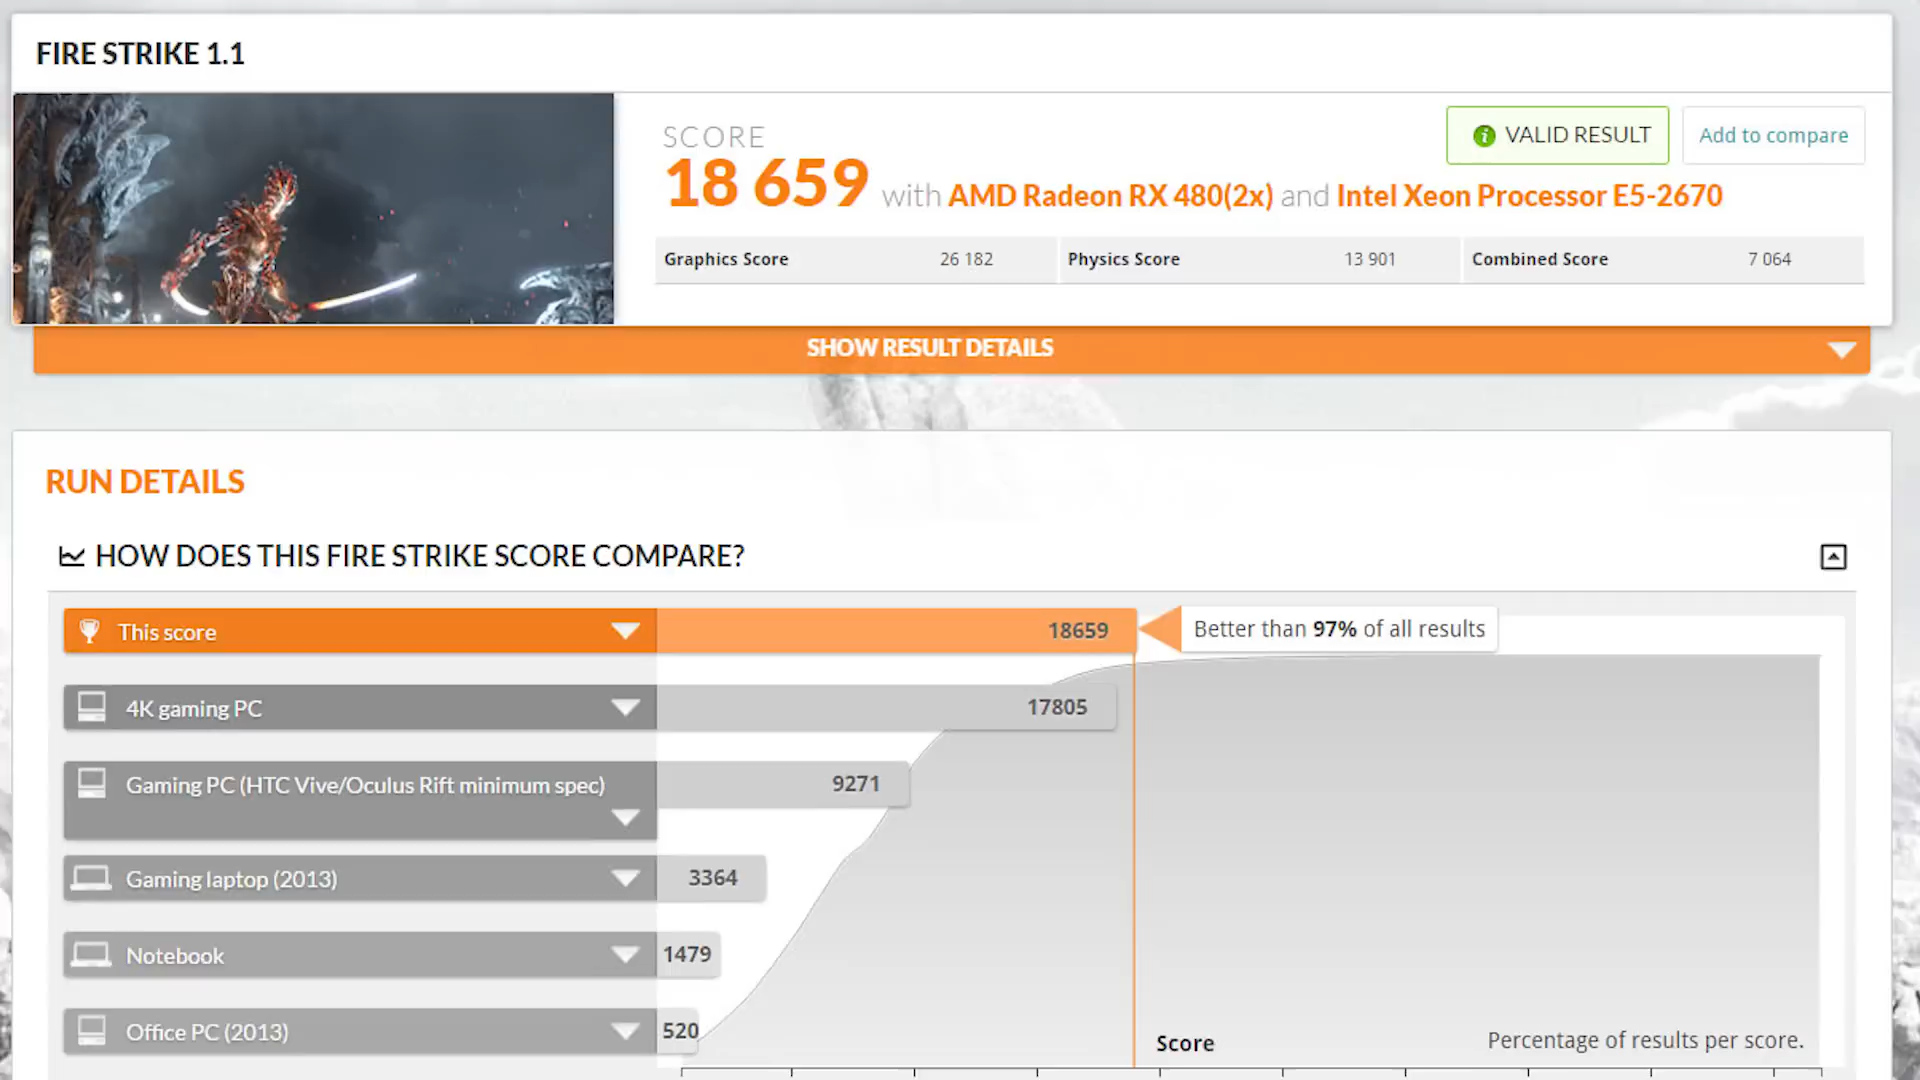 FIRE STRIKE 1.1
SCORE
VALID RESULT
Add to compare
18 659 with AMD Radeon RX 480(2x) and Intel Xeon Processor E5-2670
Graphics Score 26 182 Physics Score 13 901 Combined Score 7 064
SHOW RESULT DETAILS
RUN DETAILS
HOW DOES THIS FIRE STRIKE SCORE COMPARE?
This score 18659 Better than 97% of all results
4K gaming PC 17805
Gaming PC (HTC Vive/Oculus Rift minimum spec) 9271
Gaming laptop (2013) 3364
Notebook 1479
Office PC (2013) 520
Score
Percentage of results per score.